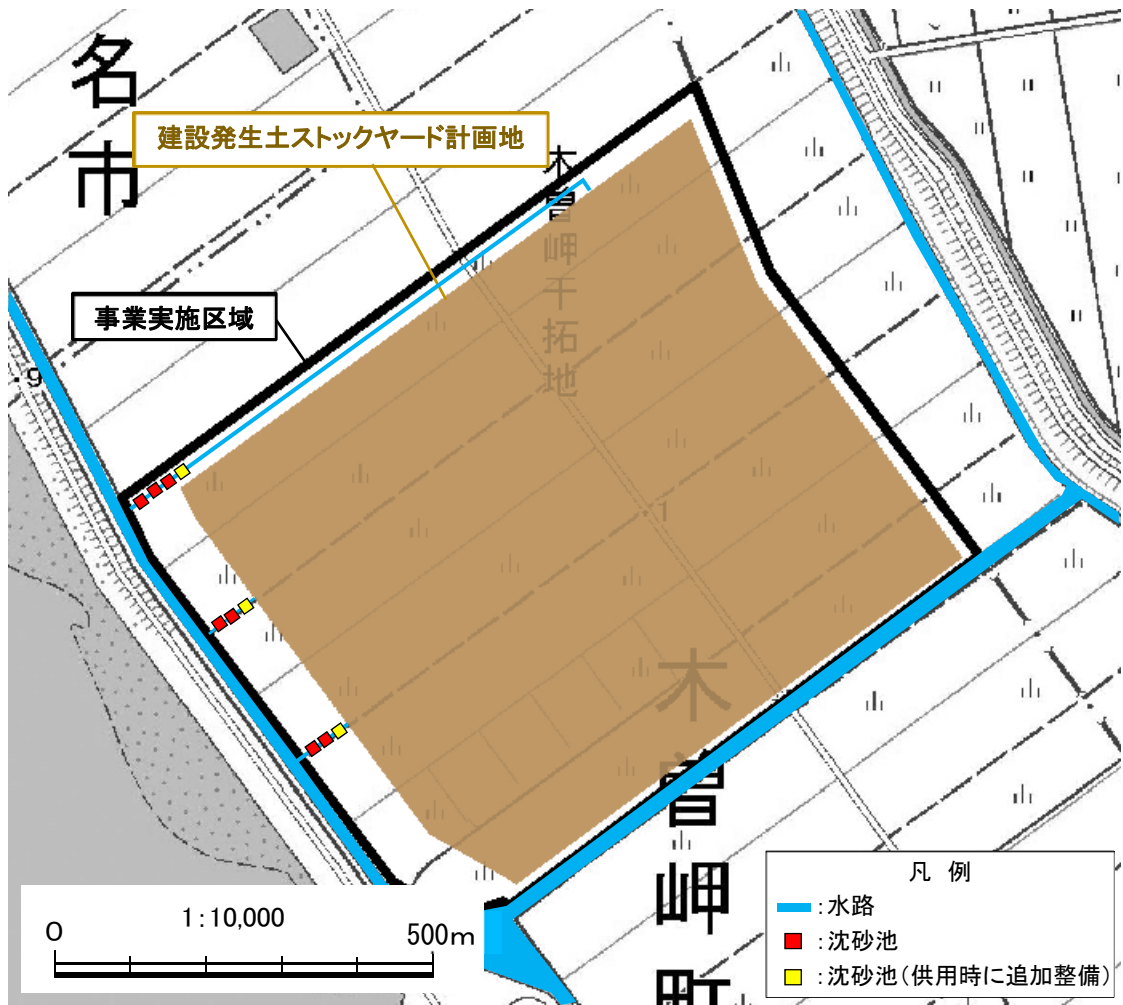 名市
建設発生土ストックヤード計画地
木曽岬干拓地
事業実施区域
.9
.1
木曽岬町
0
1:10,000
500m
凡 例
:水路
:沈砂池
:沈砂池(供用時に追加整備)